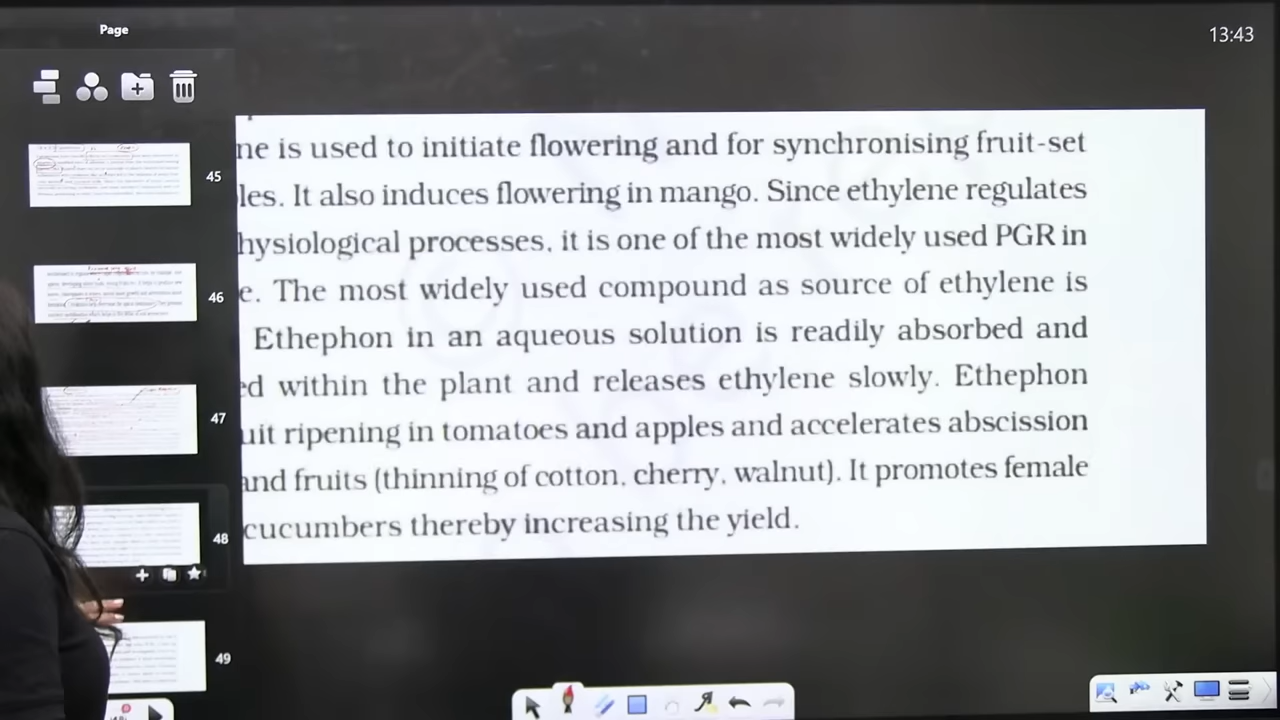 Page
13:43
45
46
47
48
49
ne is used to initiate flowering and for synchronising fruit-set
les. It also induces flowering in mango. Since ethylene regulates
hysiological processes, it is one of the most widely used PGR in
e. The most widely used compound as source of ethylene is
Ethephon in an aqueous solution is readily absorbed and
ed within the plant and releases ethylene slowly. Ethephon
uit ripening in tomatoes and apples and accelerates abscission
and fruits (thinning of cotton, cherry, walnut). It promotes female
cucumbers thereby increasing the yield.